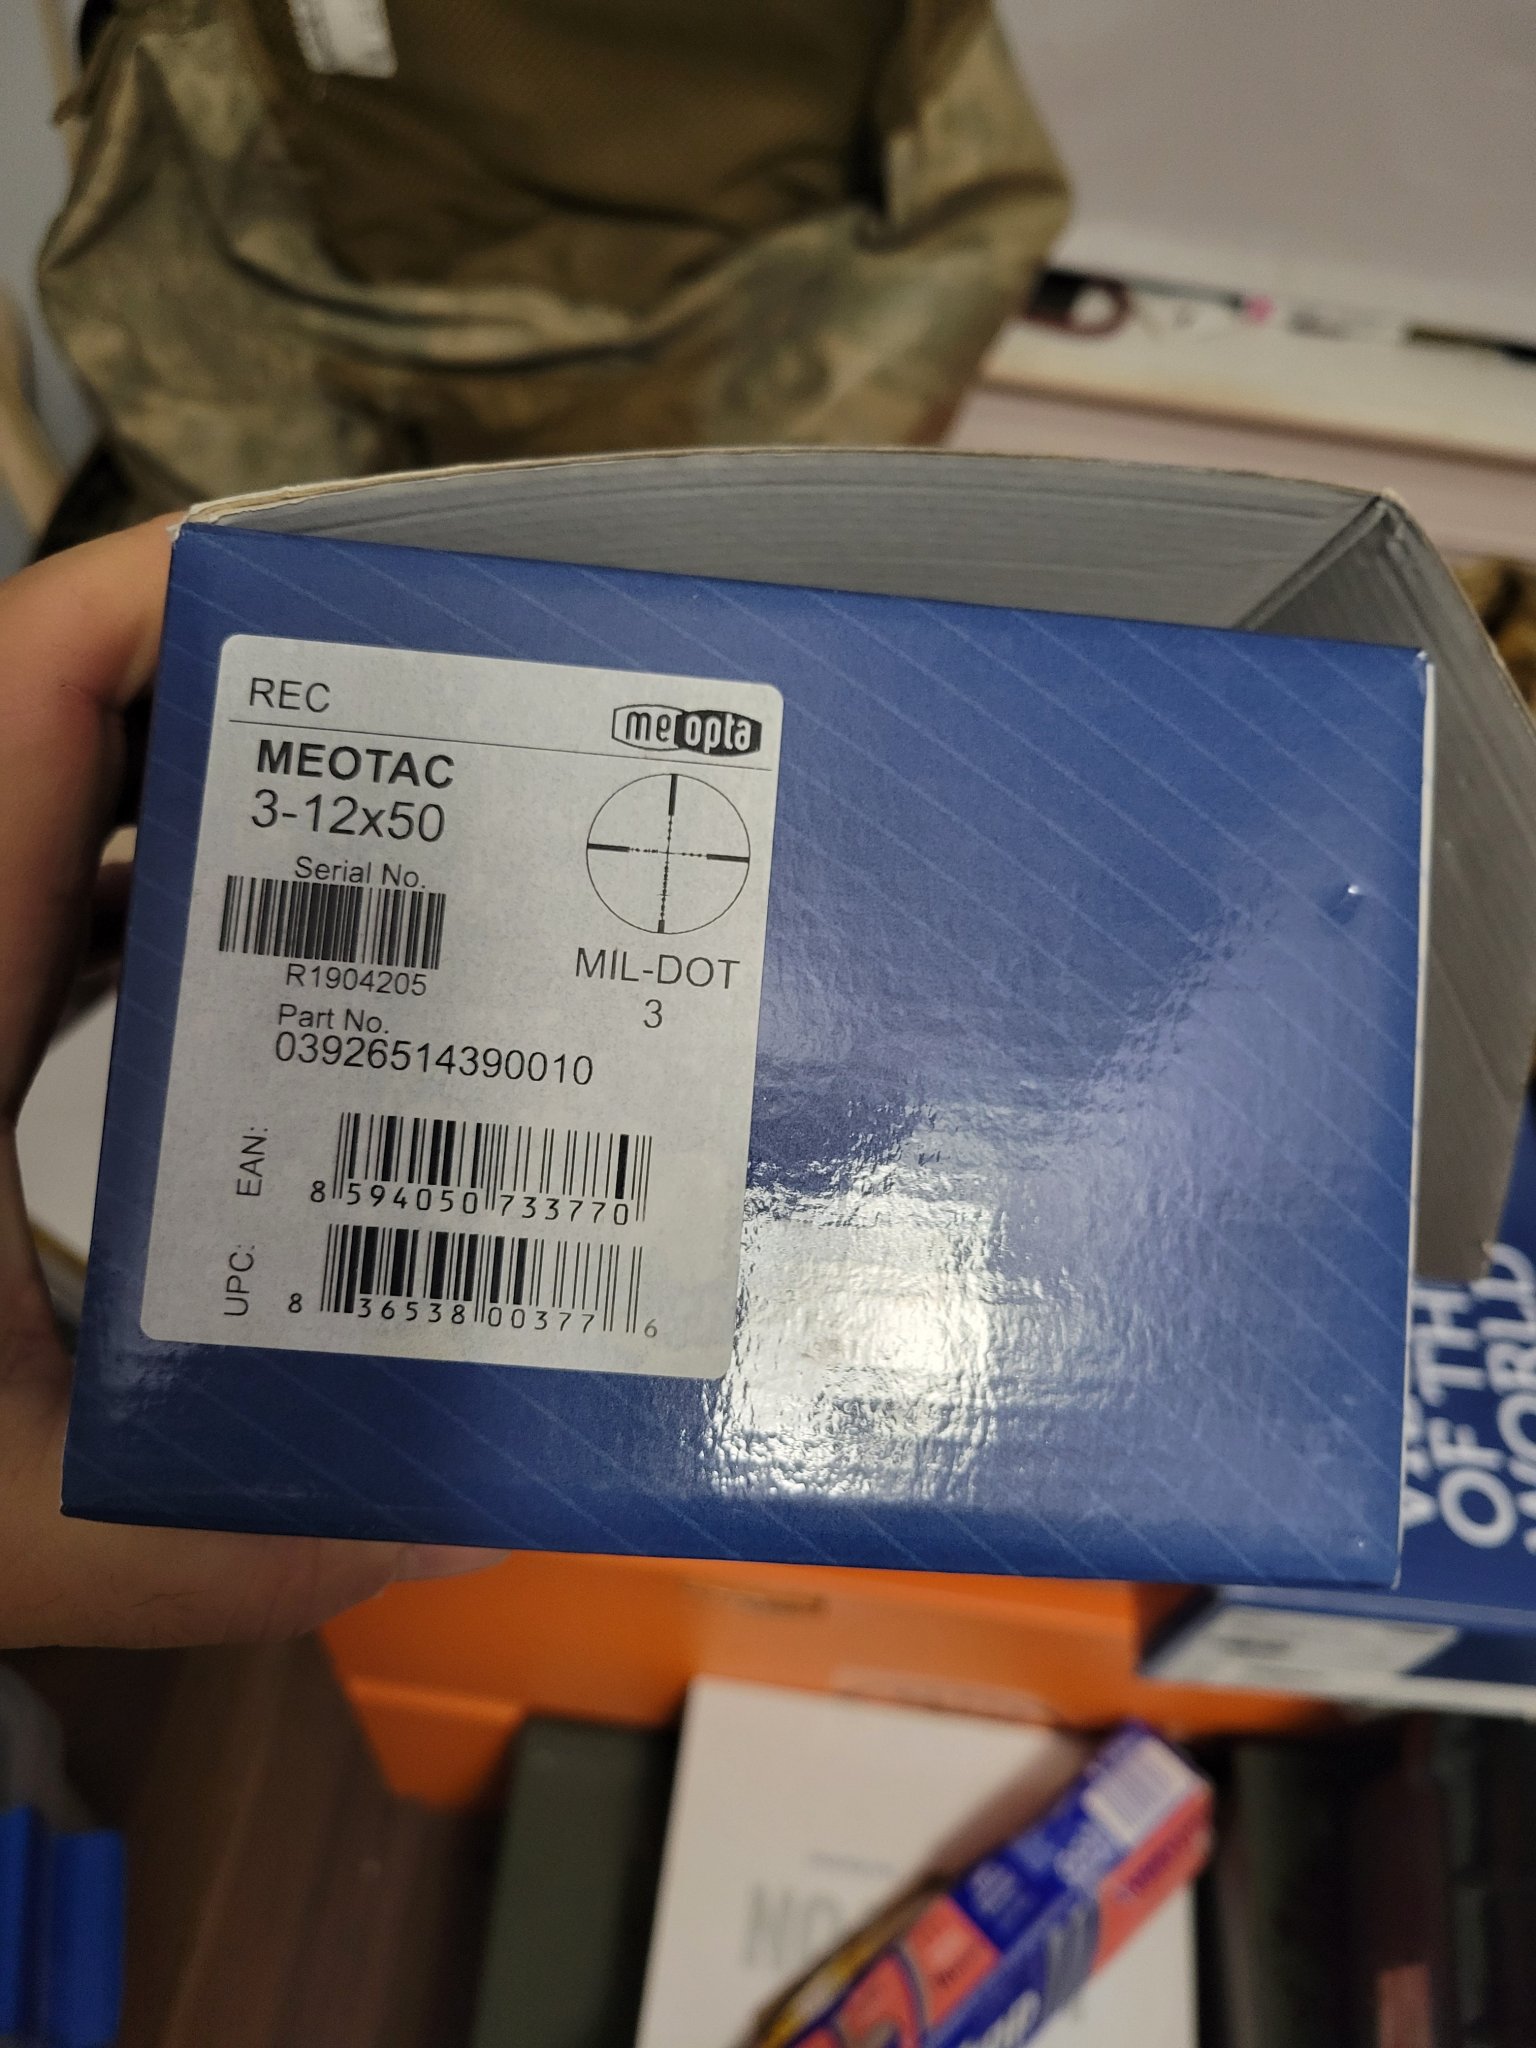 REC
meopta
MEOTAC
3-12x50
Serial No.
R1904205
MIL-DOT
3
Part No.
03926514390010
EAN:
8 594050 733770
UPC:
8 36538 00377 6
OF TH
WORLD